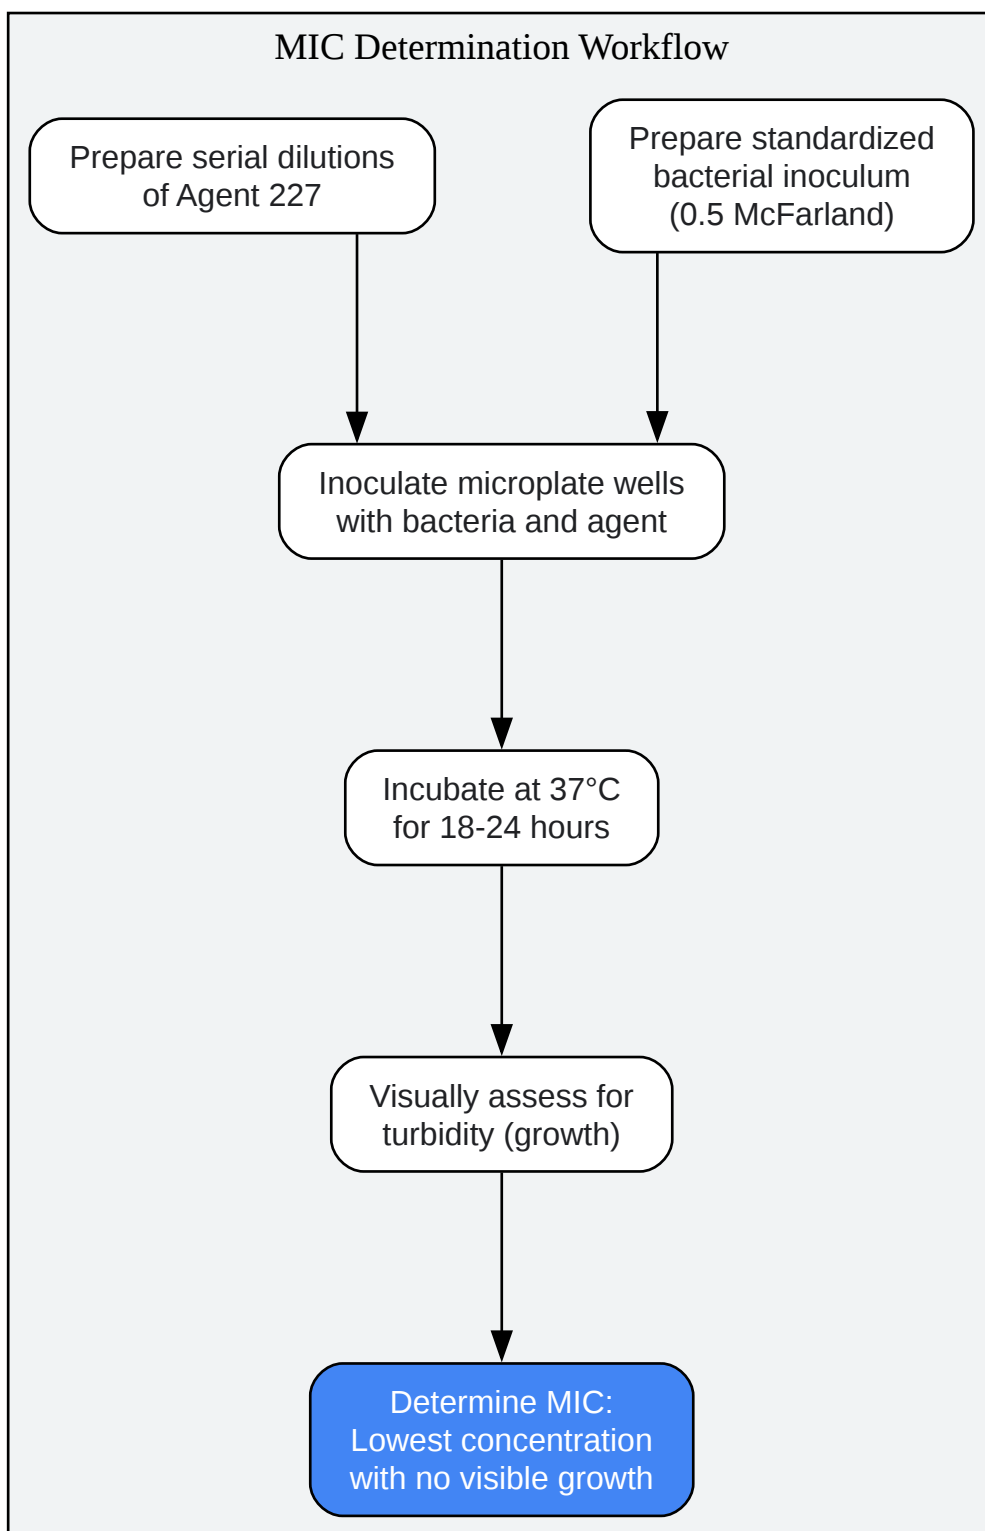 MIC Determination Workflow
Prepare serial dilutions
of Agent 227
Prepare standardized
bacterial inoculum
(0.5 McFarland)
Inoculate microplate wells
with bacteria and agent
Incubate at 37°C
for 18-24 hours
Visually assess for
turbidity (growth)
Determine MIC:
Lowest concentration
with no visible growth